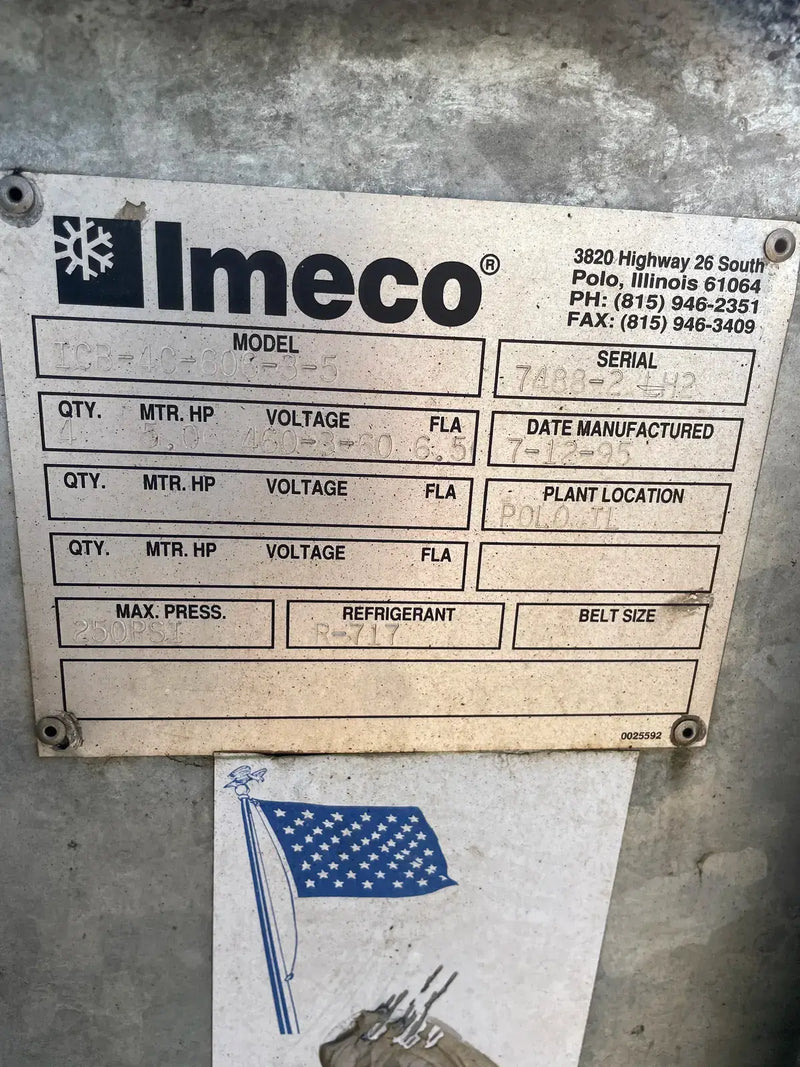 Imeco®
3820 Highway 26 South
Polo, Illinois 61064
PH: (815) 946-2351
FAX: (815) 946-3409
MODEL
SERIAL
7488-2
QTY. MTR. HP VOLTAGE FLA
4 460-3-60 6.5
DATE MANUFACTURED
7-12-95
QTY. MTR. HP VOLTAGE FLA
PLANT LOCATION
POLO IL
QTY. MTR. HP VOLTAGE FLA
MAX. PRESS.
250PSI
REFRIGERANT
R-717
BELT SIZE
0025592